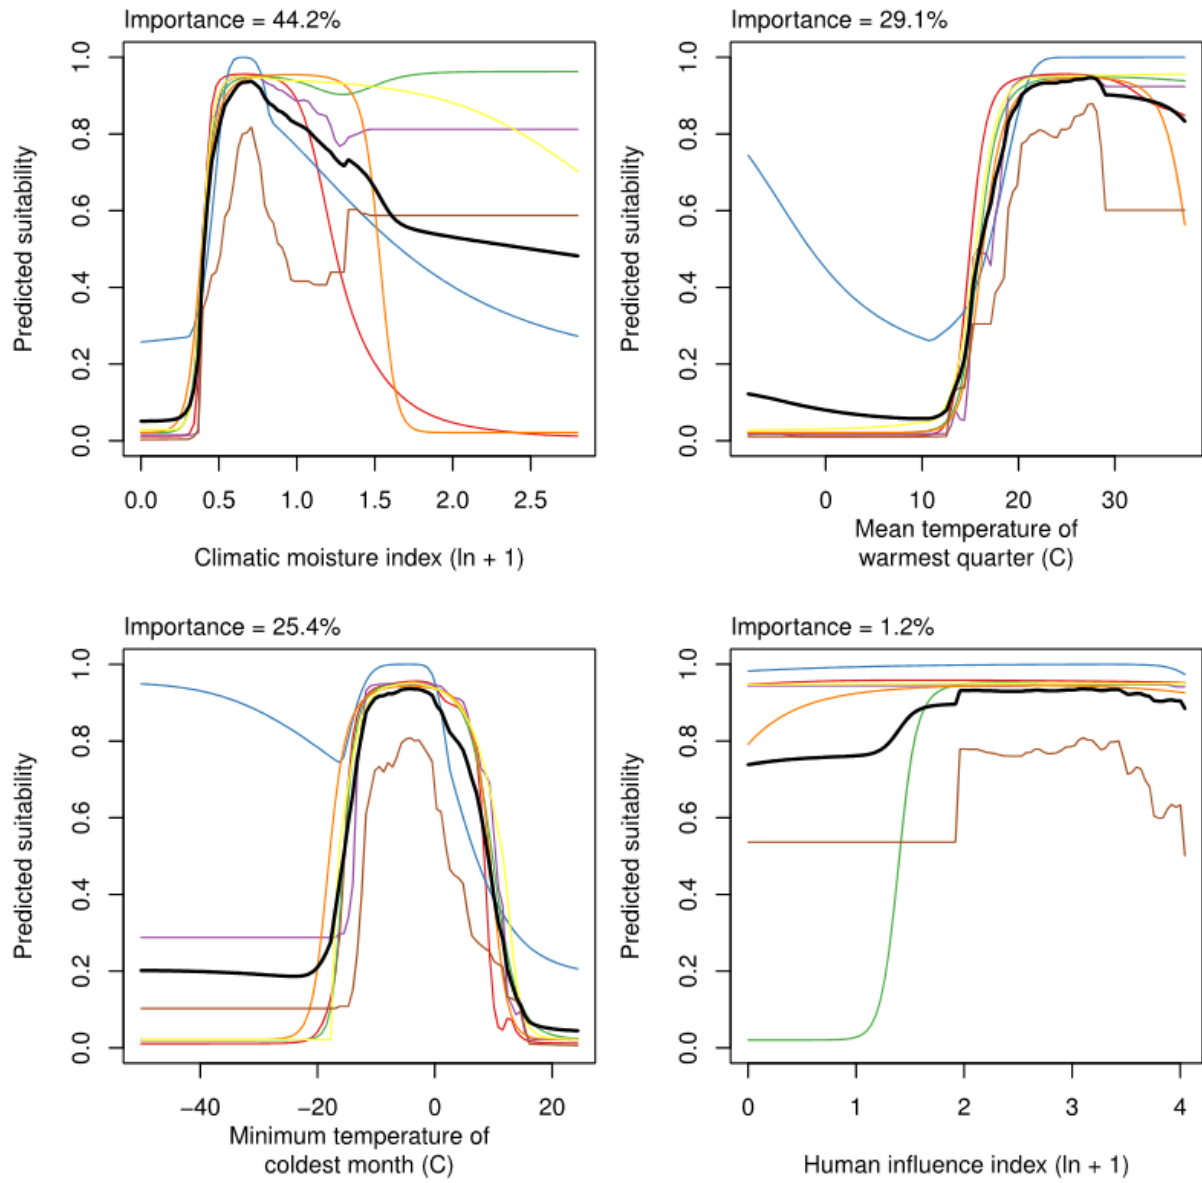 Importance = 44.2%
Predicted suitability
0.0 0.2 0.4 0.6 0.8 1.0
0.0 0.5 1.0 1.5 2.0 2.5
Climatic moisture index (ln + 1)
Importance = 29.1%
Predicted suitability
0.0 0.2 0.4 0.6 0.8 1.0
0 10 20 30
Mean temperature of
warmest quarter (C)
Importance = 25.4%
Predicted suitability
0.0 0.2 0.4 0.6 0.8 1.0
−40 −20 0 20
Minimum temperature of
coldest month (C)
Importance = 1.2%
Predicted suitability
0.0 0.2 0.4 0.6 0.8 1.0
0 1 2 3 4
Human influence index (ln + 1)